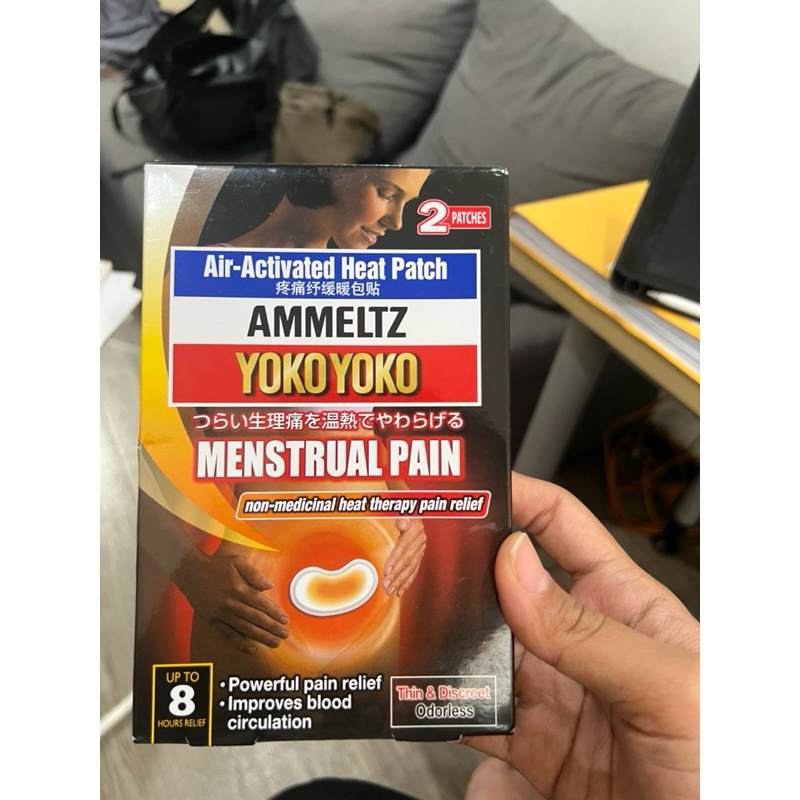 2 PATCHES
Air-Activated Heat Patch
疼痛纾缓暖包贴
AMMELTZ
YOKO YOKO
つらい生理痛を温熱でやわらげる
MENSTRUAL PAIN
non-medicinal heat therapy pain relief
UP TO
8
HOURS RELIEF
• Powerful pain relief
• Improves blood
circulation
Thin & Discreet
Odorless